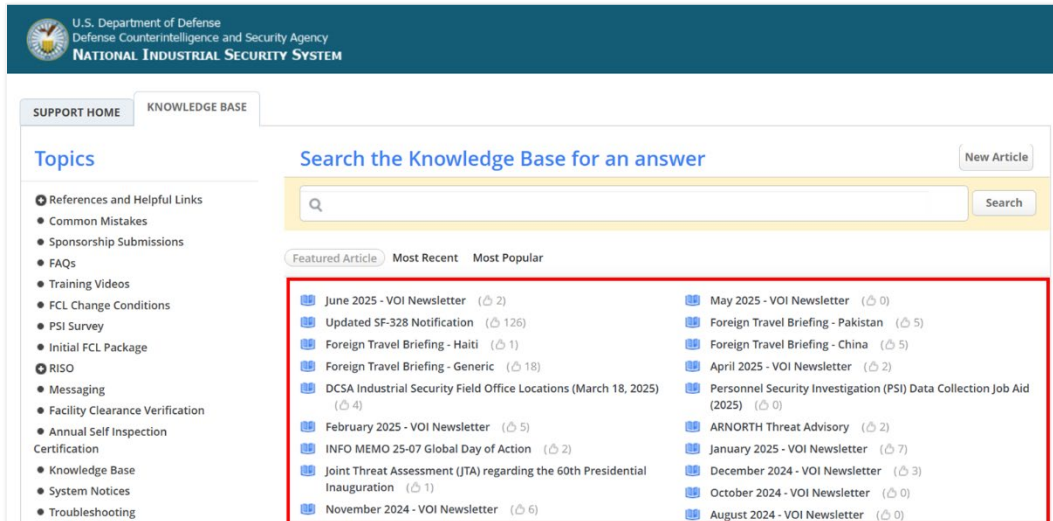 U.S. Department of Defense
Defense Counterintelligence and Security Agency
NATIONAL INDUSTRIAL SECURITY SYSTEM
SUPPORT HOME
KNOWLEDGE BASE
Topics
References and Helpful Links
Common Mistakes
Sponsorship Submissions
FAQs
Training Videos
FCL Change Conditions
PSI Survey
Initial FCL Package
RISO
Messaging
Facility Clearance Verification
Annual Self Inspection
Certification
Knowledge Base
System Notices
Troubleshooting
Search the Knowledge Base for an answer
New Article
Search
Featured Article Most Recent Most Popular
June 2025 - VOI Newsletter (2)
Updated SF-328 Notification (126)
Foreign Travel Briefing - Haiti (1)
Foreign Travel Briefing - Generic (18)
DCSA Industrial Security Field Office Locations (March 18, 2025)
(4)
February 2025 - VOI Newsletter (5)
INFO MEMO 25-07 Global Day of Action (2)
Joint Threat Assessment (JTA) regarding the 60th Presidential
Inauguration (1)
November 2024 - VOI Newsletter (6)
May 2025 - VOI Newsletter (0)
Foreign Travel Briefing - Pakistan (5)
Foreign Travel Briefing - China (5)
April 2025 - VOI Newsletter (2)
Personnel Security Investigation (PSI) Data Collection Job Aid
(2025) (0)
ARNORTH Threat Advisory (2)
January 2025 - VOI Newsletter (7)
December 2024 - VOI Newsletter (3)
October 2024 - VOI Newsletter (0)
August 2024 - VOI Newsletter (0)